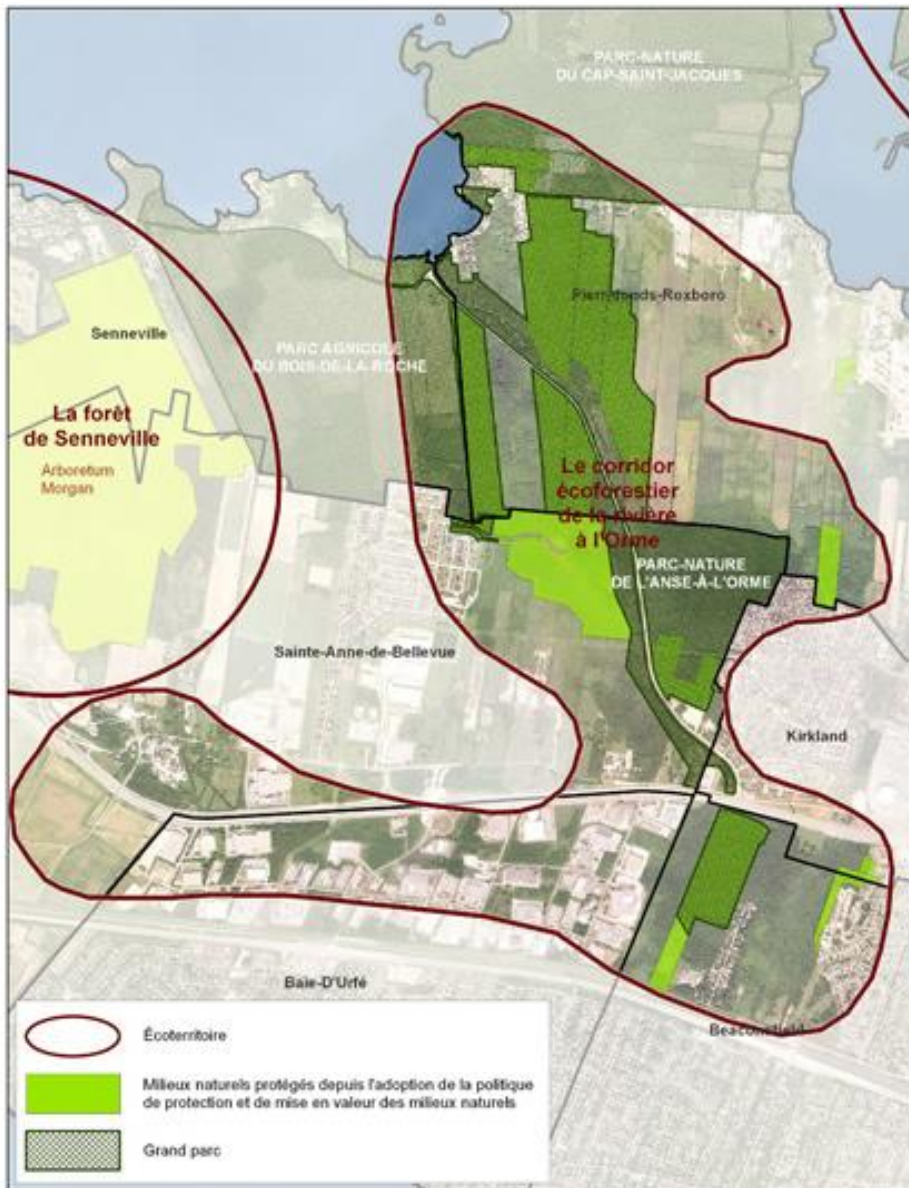 PARC-NATURE
DU CAP-SAINT-JACQUES
Pierrefonds-Roxboro
Senneville
PARC AGRICOLE
DU BOIS-DE-LA-ROCHE
La forêt
de Senneville
Arboretum
Morgan
Le corridor
écoforestier
de la rivière
à l'Orme
PARC-NATURE
DE L'ANSE-À-L'ORME
Sainte-Anne-de-Bellevue
Kirkland
Baie-D'Urfé
Beaconsfield
Écoterritoire
Milieux naturels protégés depuis l'adoption de la politique
de protection et de mise en valeur des milieux naturels
Grand parc